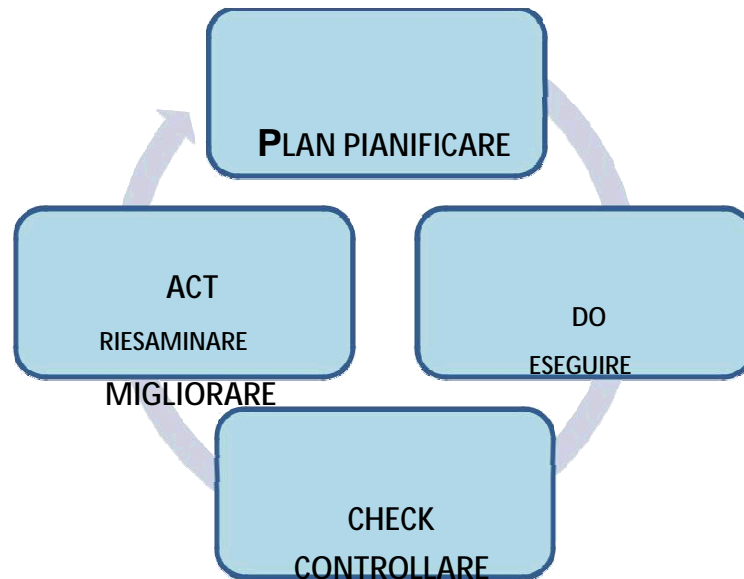 PLAN PIANIFICARE
DO
ESEGUIRE
CHECK
CONTROLLARE
ACT
RIESAMINARE
MIGLIORARE